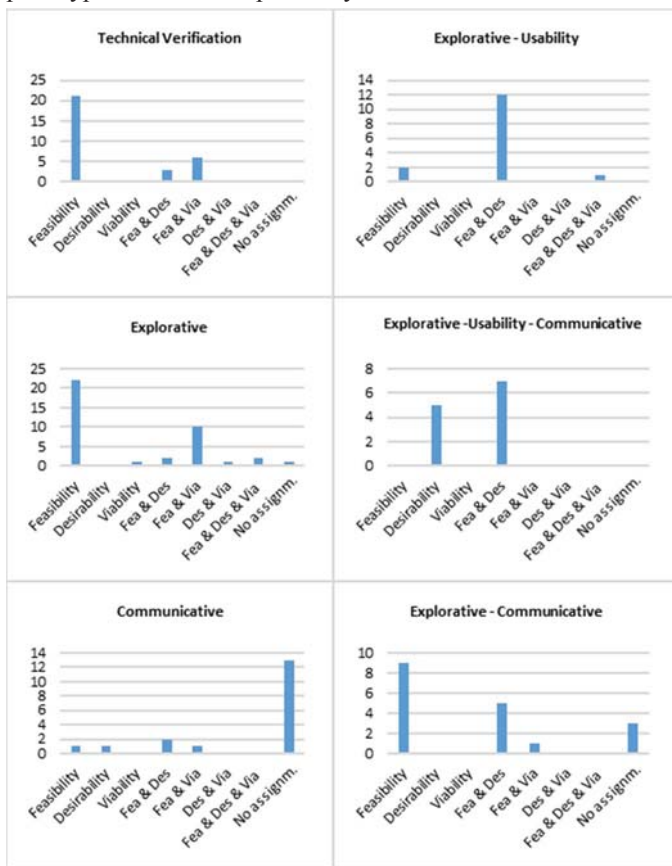 Technical Verification
25
20
15
10
5
0
Feasibility
Desirability
Viability
Fea & Des
Fea & Via
Des & Via
Fea & Des & Via
No assignm.
Explorative - Usability
14
12
10
8
6
4
2
0
Feasibility
Desirability
Viability
Fea & Des
Fea & Via
Des & Via
Fea & Des & Via
No assignm.
Explorative
25
20
15
10
5
0
Feasibility
Desirability
Viability
Fea & Des
Fea & Via
Des & Via
Fea & Des & Via
No assignm.
Explorative -Usability - Communicative
8
6
4
2
0
Feasibility
Desirability
Viability
Fea & Des
Fea & Via
Des & Via
Fea & Des & Via
No assignm.
Communicative
14
12
10
8
6
4
2
0
Feasibility
Desirability
Viability
Fea & Des
Fea & Via
Des & Via
Fea & Des & Via
No assignm.
Explorative - Communicative
10
8
6
4
2
0
Feasibility
Desirability
Viability
Fea & Des
Fea & Via
Des & Via
Fea & Des & Via
No assignm.